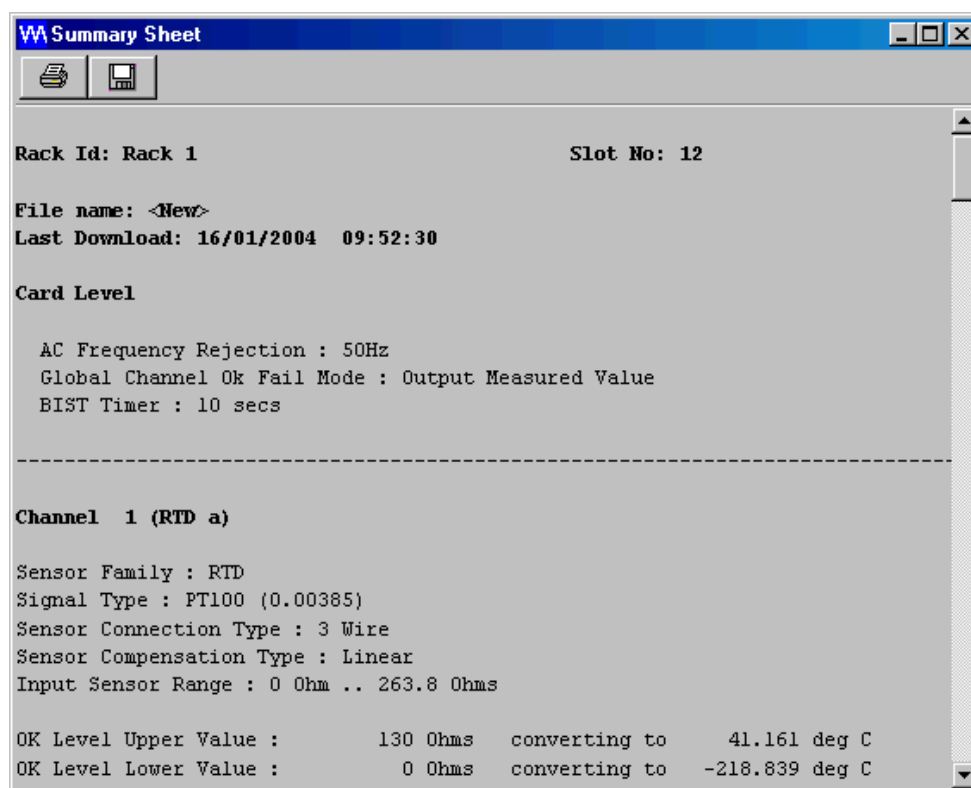 Summary Sheet
Rack Id: Rack 1 Slot No: 12
File name: <New>
Last Download: 16/01/2004 09:52:30
Card Level
AC Frequency Rejection : 50Hz
Global Channel Ok Fail Mode : Output Measured Value
BIST Timer : 10 secs
Channel 1 (RTD a)
Sensor Family : RTD
Signal Type : PT100 (0.00385)
Sensor Connection Type : 3 Wire
Sensor Compensation Type : Linear
Input Sensor Range : 0 Ohm .. 263.8 Ohms
OK Level Upper Value : 130 Ohms converting to 41.161 deg C
OK Level Lower Value : 0 Ohms converting to -218.839 deg C